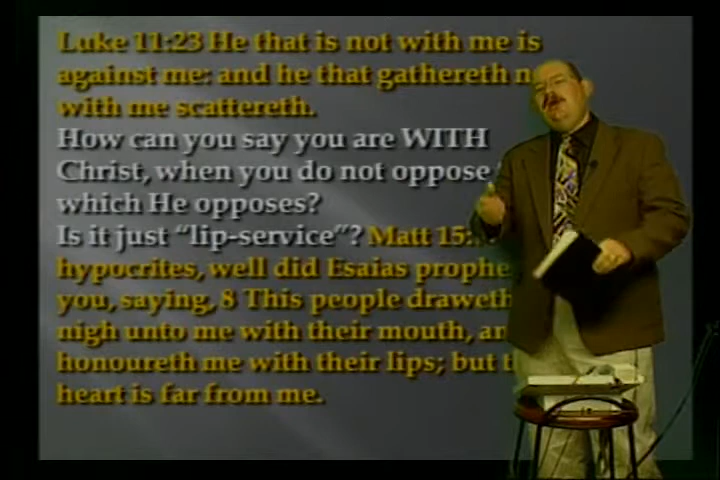 Luke 11:23 He that is not with me is
against me: and he that gathereth
with me scattereth.
How can you say you are WITH
Christ, when you do not oppose
which He opposes?
Is it just “lip-service”? Matt 15:
hypocrites, well did Esaias
you, saying, 8 This people draweth
nigh unto me with their mouth,
honoureth me with their lips; but
heart is far from me.